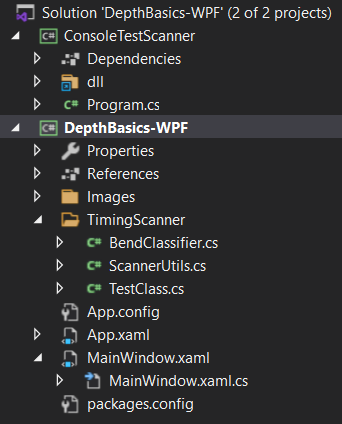 Solution 'DepthBasics-WPF' (2 of 2 projects)
C# ConsoleTestScanner
Dependencies
dll
C# Program.cs
C# DepthBasics-WPF
Properties
References
Images
TimingScanner
C# BendClassifier.cs
C# ScannerUtils.cs
C# TestClass.cs
App.config
App.xaml
MainWindow.xaml
MainWindow.xaml.cs
packages.config